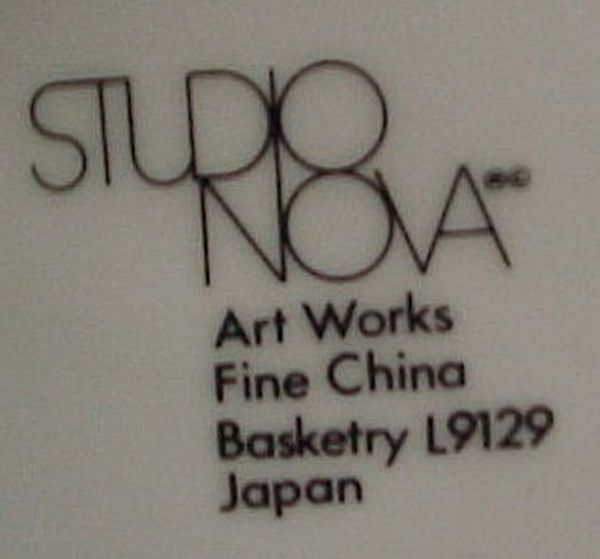 STUDIO
NOVA
Art Works
Fine China
Basketry L9129
Japan